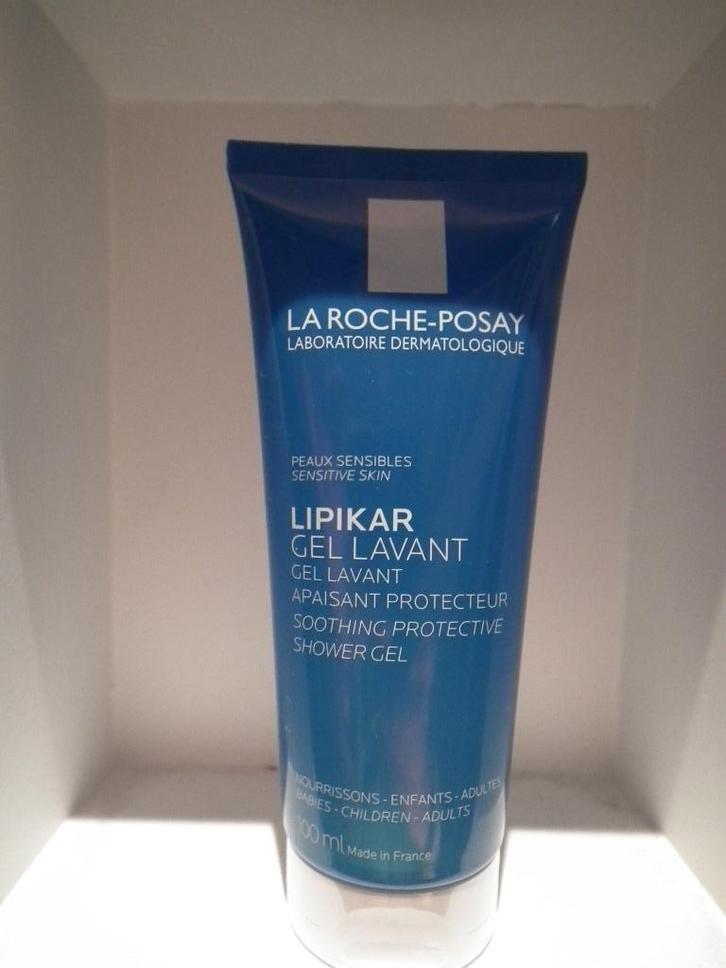 LA ROCHE-POSAY
LABORATOIRE DERMATOLOGIQUE
PEAUX SENSIBLES
SENSITIVE SKIN
LIPIKAR
GEL LAVANT
GEL LAVANT
APAISANT PROTECTEUR
SOOTHING PROTECTIVE
SHOWER GEL
NOURRISSONS - ENFANTS - ADULTES
BABIES - CHILDREN - ADULTS
100 ml Made in France